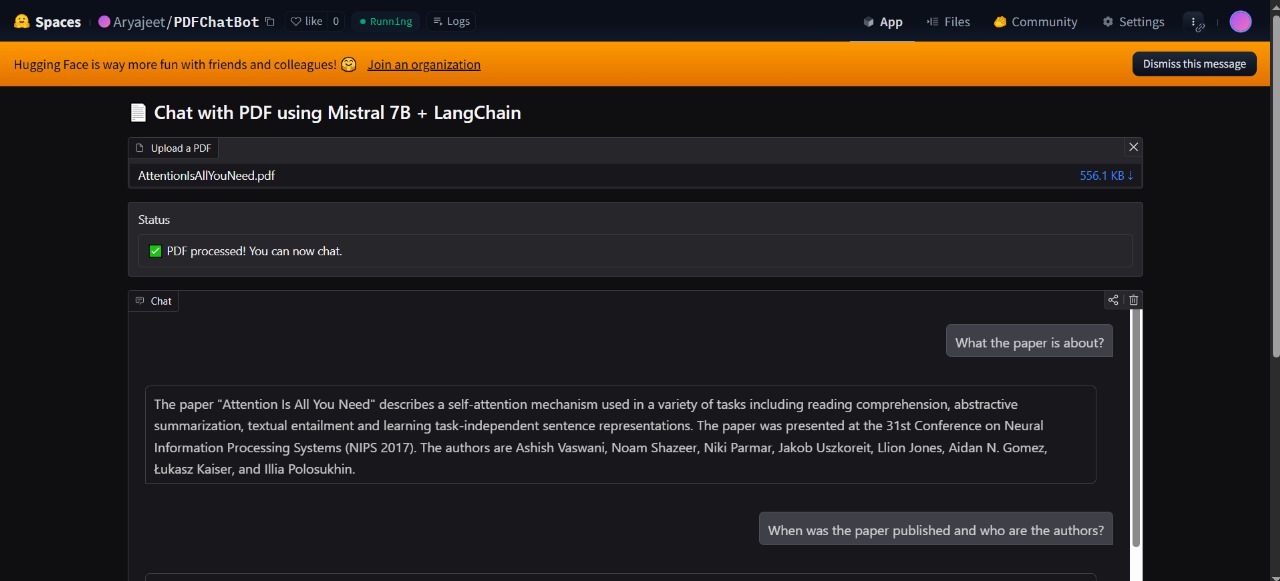 Spaces Aryajeet/PDFChatBot like 0 Running Logs App Files Community Settings
Hugging Face is way more fun with friends and colleagues! Join an organization Dismiss this message
Chat with PDF using Mistral 7B + LangChain
Upload a PDF
AttentionIsAllYouNeed.pdf 556.1 KB ↓
Status
✅ PDF processed! You can now chat.
Chat
What the paper is about?
The paper "Attention Is All You Need" describes a self-attention mechanism used in a variety of tasks including reading comprehension, abstractive
summarization, textual entailment and learning task-independent sentence representations. The paper was presented at the 31st Conference on Neural
Information Processing Systems (NIPS 2017). The authors are Ashish Vaswani, Noam Shazeer, Niki Parmar, Jakob Uszkoreit, Llion Jones, Aidan N. Gomez,
Łukasz Kaiser, and Illia Polosukhin.
When was the paper published and who are the authors?